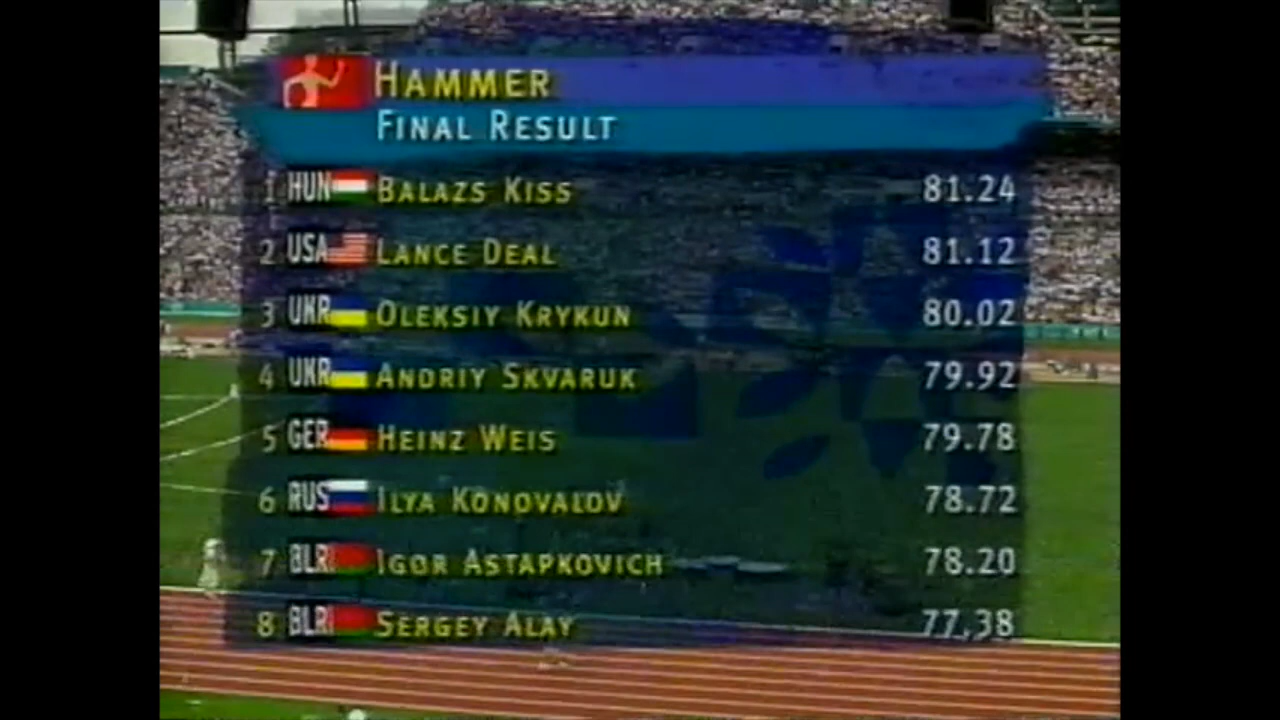 HAMMER
FINAL RESULT
1 HUN BALAZS KISS 81.24
2 USA LANCE DEAL 81.12
3 UKR OLEKSIY KRYKUN 80.02
4 UKR ANDRIY SKVARUK 79.92
5 GER HEINZ WEIS 79.78
6 RUS ILYA KONOVALOV 78.72
7 BLR IGOR ASTAPKOVICH 78.20
8 BLR SERGEY ALAY 77.38